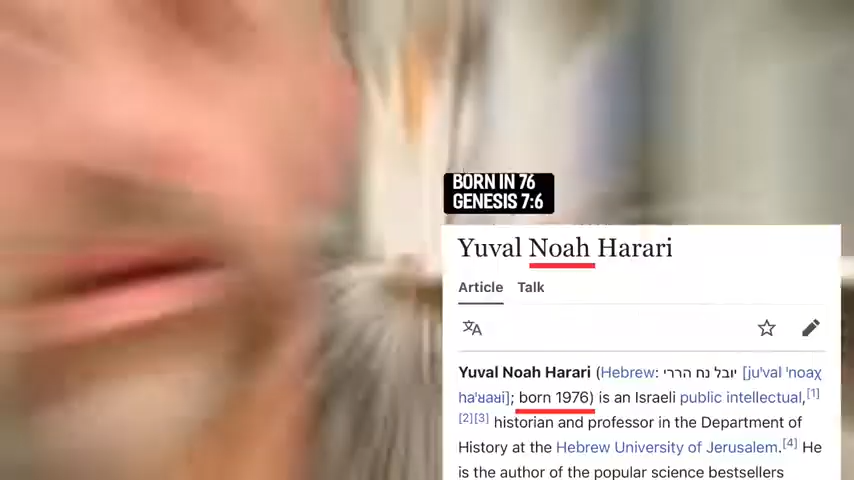 BORN IN 76
GENESIS 7:6
Yuval Noah Harari
Article Talk
Yuval Noah Harari (Hebrew: יובל נח הררי [juˈval ˈnoaχ
haˈʁaʁi]; born 1976) is an Israeli public intellectual,[1]
[2][3] historian and professor in the Department of
History at the Hebrew University of Jerusalem.[4] He
is the author of the popular science bestsellers